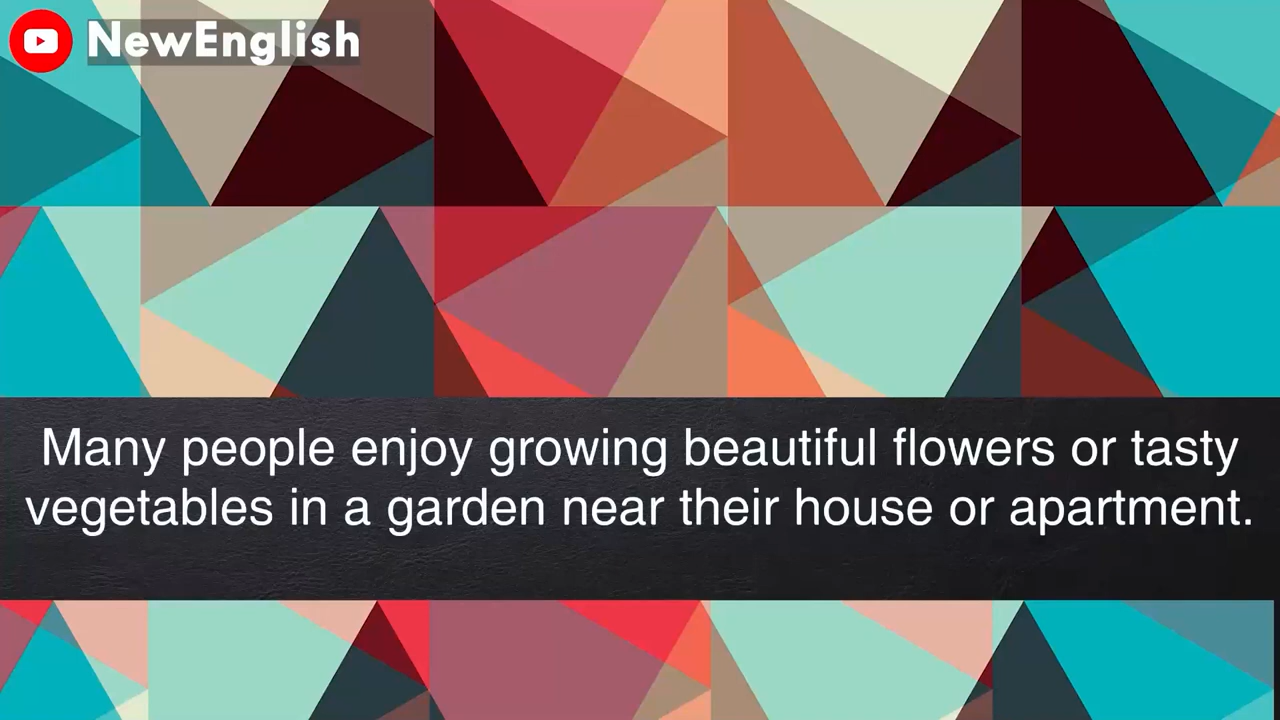 NewEnglish
Many people enjoy growing beautiful flowers or tasty
vegetables in a garden near their house or apartment.